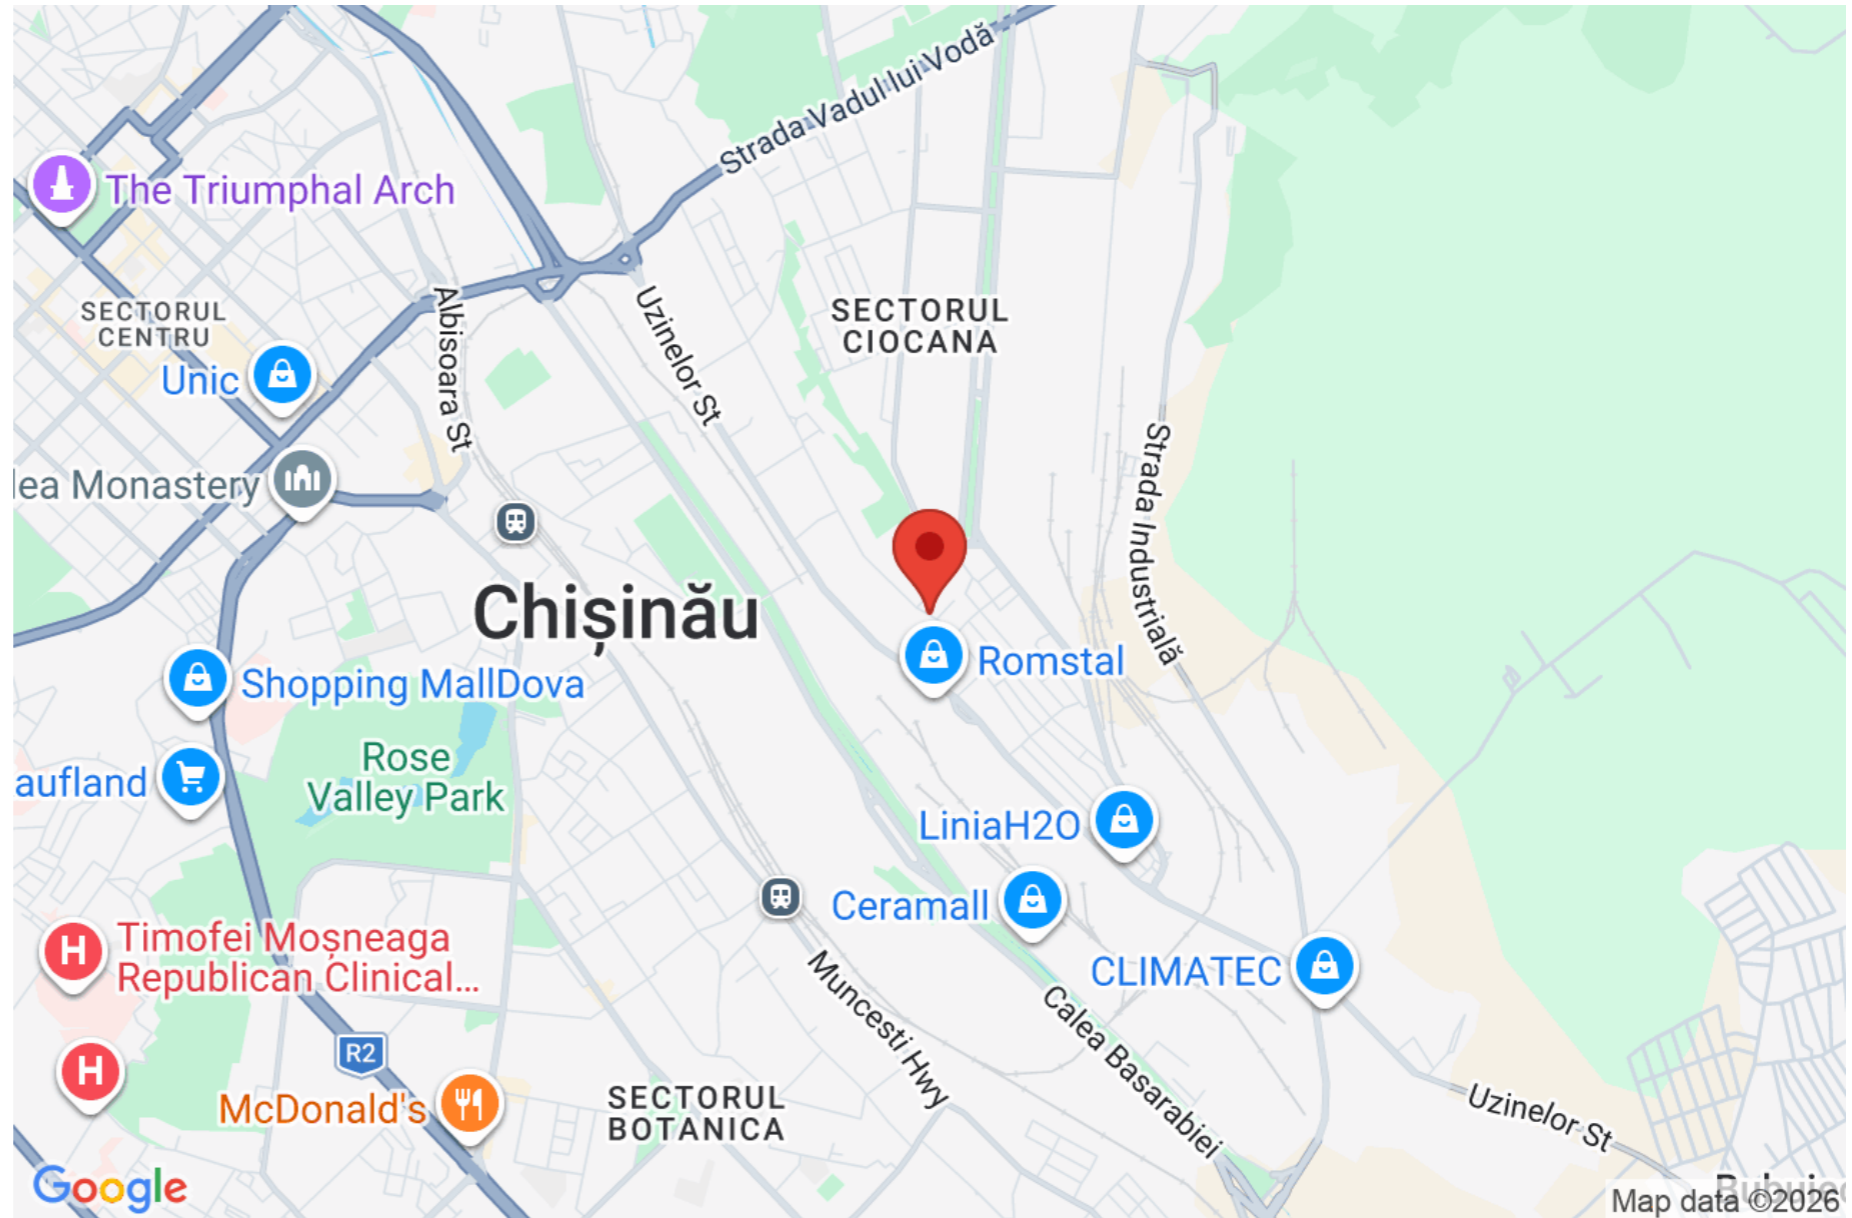 Strada Vadul lui Vodă
The Triumphal Arch
SECTORUL
CENTRU
Albisoara St
Uzinelor St
SECTORUL
CIOCANA
Unic
lea Monastery
Strada Industrială
Chișinău
Romstal
Shopping MallDova
Rose
Valley Park
aufland
LiniaH2O
Ceramall
Timofei Moșneaga
Republican Clinical...
CLIMATEC
Muncesti Hwy
Calea Basarabiei
R2
McDonald's
SECTORUL
BOTANICA
Uzinelor St
Google
Map data ©2026